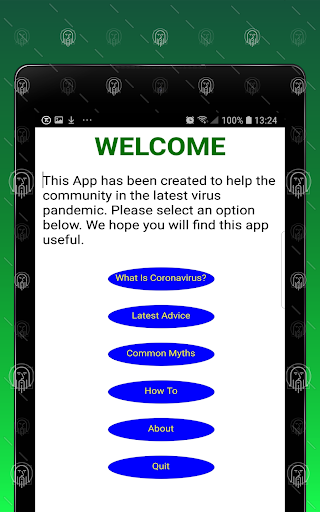 100% 13:24
WELCOME
This App has been created to help the
community in the latest virus
pandemic. Please select an option
below. We hope you will find this app
useful.
What Is Coronavirus?
Latest Advice
Common Myths
How To
About
Quit